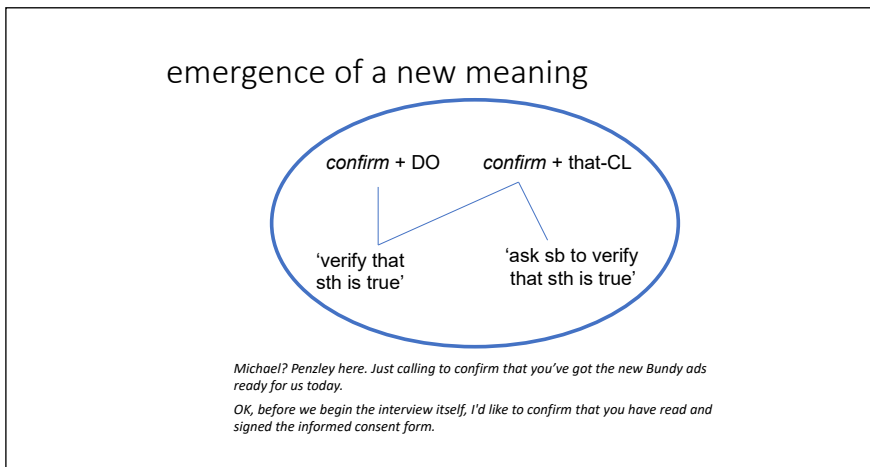 emergence of a new meaning
confirm + DO
confirm + that-CL
‘verify that
sth is true’
‘ask sb to verify
that sth is true’
Michael? Penzley here. Just calling to confirm that you’ve got the new Bundy ads
ready for us today.
OK, before we begin the interview itself, I'd like to confirm that you have read and
signed the informed consent form.